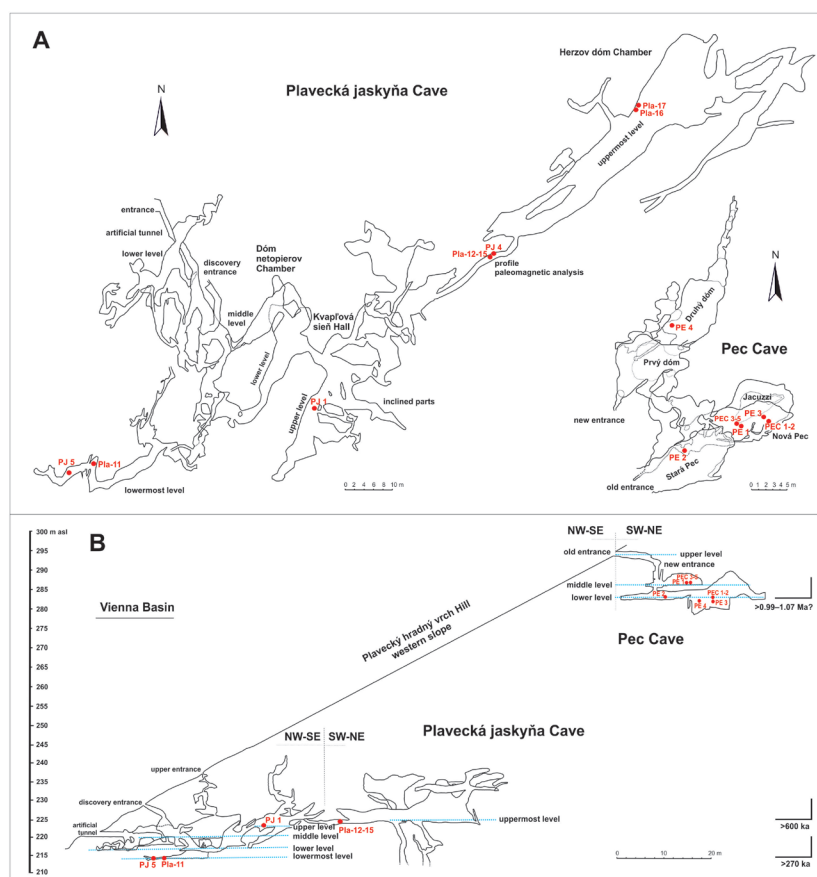 A
Plavecká jaskyňa Cave
N
Herzov dóm Chamber
Pla-17
Pla-16
uppermost level
entrance
artificial tunnel
lower level
discovery
entrance
Dóm
netopierov
Chamber
middle
level
lower level
Kvapľová
sieň Hall
PJ 4
Pla-12-15
profile
paleomagnetic analysis
PJ 1
upper level
inclined parts
PJ 5
Pla-11
lowermost level
0 2 4 6 8 10 m
N
Druhý dóm
PE 4
Pec Cave
Prvý dóm
Jacuzzi
new entrance
PEC 3-5
PE 3
PE 1
PEC 1-2
Nová Pec
PE 2
Stará Pec
old entrance
0 1 2 3 4 5 m
B
300 m asl
295
290
285
280
275
270
265
260
255
250
245
240
235
230
225
220
215
210
Vienna Basin
NW-SE
SW-NE
old entrance
upper level
new entrance
PEC 3-5
PE 1
middle level
lower level
PEC 1-2
PE 4
PE 3
>0.99–1.07 Ma?
Pec Cave
Plavecký hradný vrch Hill
western slope
Plavecká jaskyňa Cave
NW-SE
SW-NE
upper entrance
discovery entrance
artificial
tunnel
PJ 1
upper level
middle level
Pla-12-15
uppermost level
lower level
lowermost level
PJ 5
Pla-11
>600 ka
0 10 20 m
>270 ka